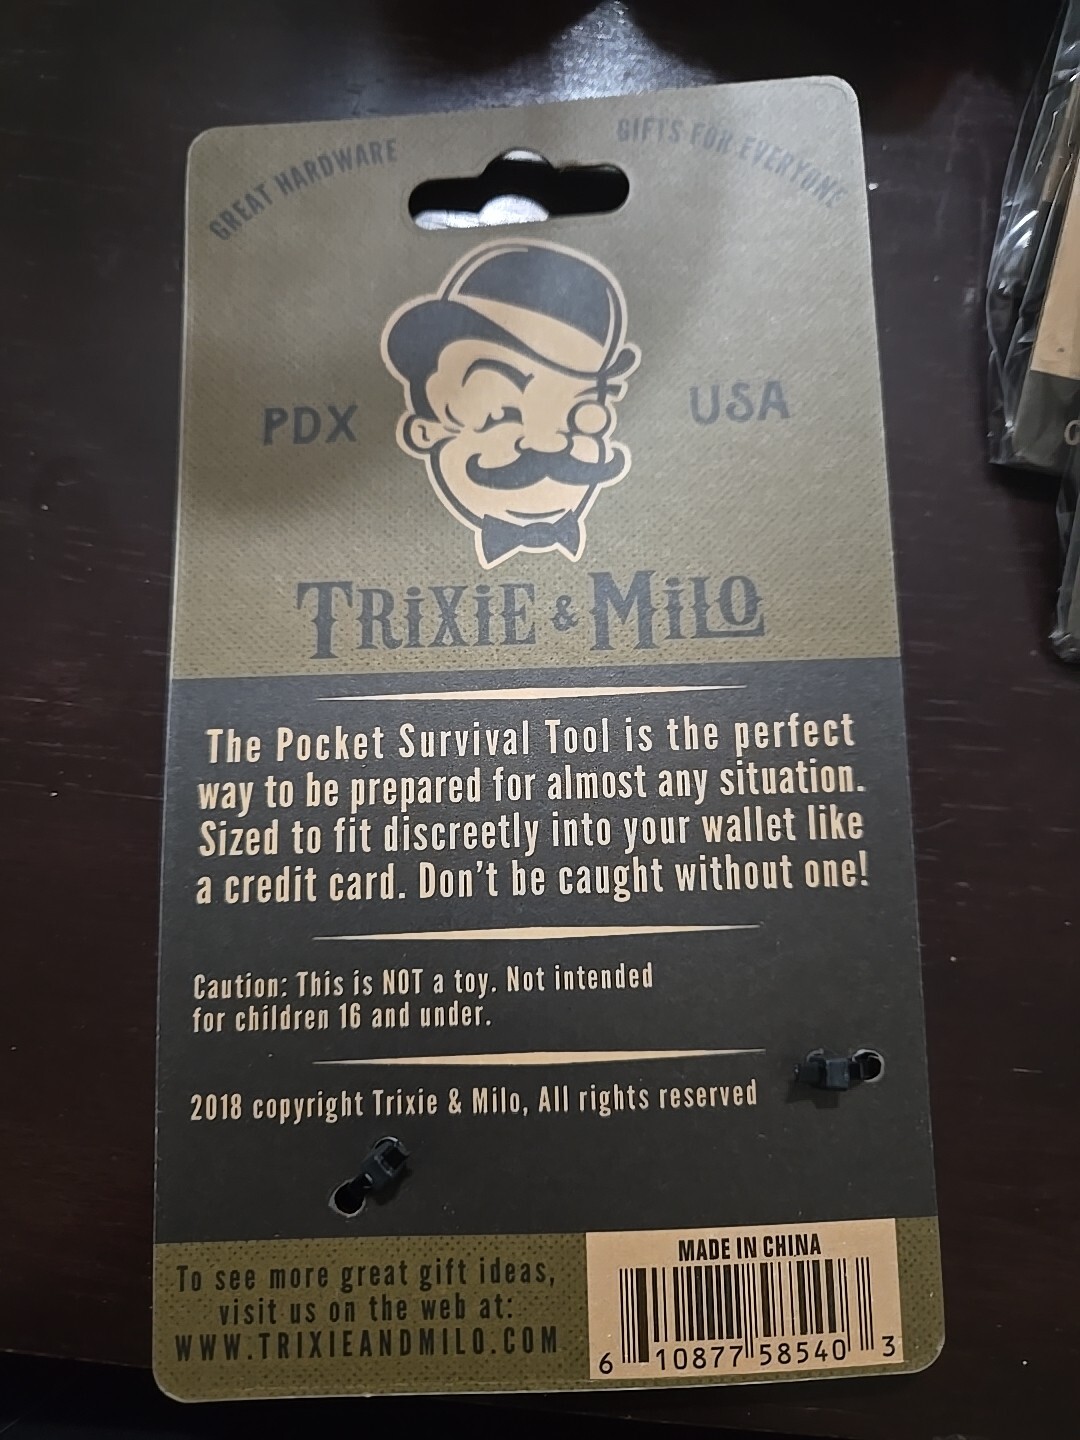 GREAT HARDWARE
GIFTS FOR EVERYONE
PDX
USA
TRiXiE & MiLO
The Pocket Survival Tool is the perfect
way to be prepared for almost any situation.
Sized to fit discreetly into your wallet like
a credit card. Don't be caught without one!
Caution: This is NOT a toy. Not intended
for children 16 and under.
2018 copyright Trixie & Milo, All rights reserved
To see more great gift ideas,
visit us on the web at:
WWW.TRIXIEANDMILO.COM
MADE IN CHINA
6 10877 58540 3